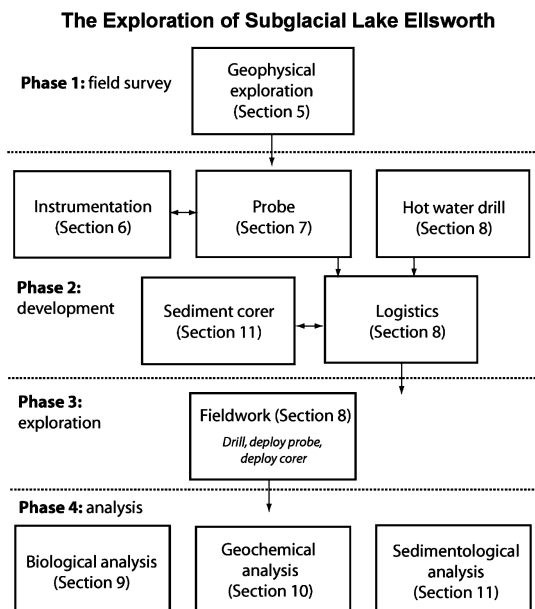 The Exploration of Subglacial Lake Ellsworth
Phase 1: field survey
Geophysical
exploration
(Section 5)
Instrumentation
(Section 6)
Probe
(Section 7)
Hot water drill
(Section 8)
Phase 2:
development
Sediment corer
(Section 11)
Logistics
(Section 8)
Phase 3:
exploration
Fieldwork (Section 8)
Drill, deploy probe,
deploy corer
Phase 4: analysis
Biological analysis
(Section 9)
Geochemical
analysis
(Section 10)
Sedimentological
analysis
(Section 11)